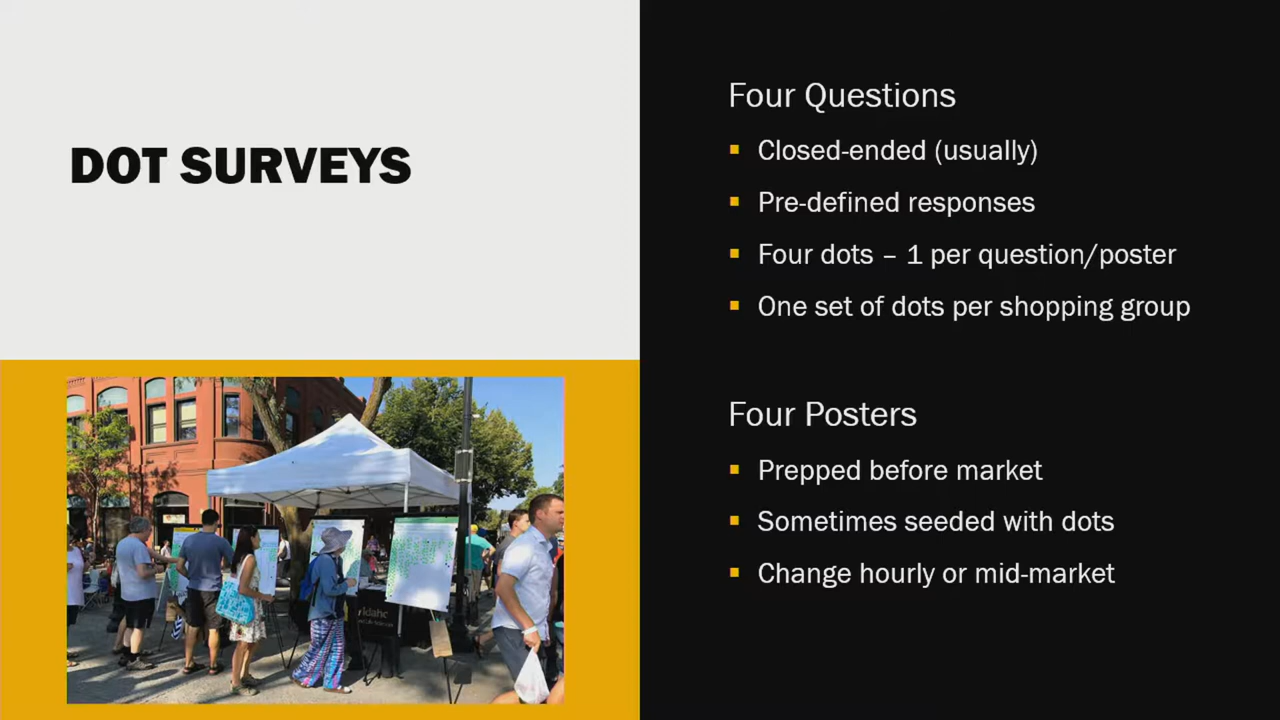 DOT SURVEYS
Four Questions
Closed-ended (usually)
Pre-defined responses
Four dots – 1 per question/poster
One set of dots per shopping group
Four Posters
Prepped before market
Sometimes seeded with dots
Change hourly or mid-market